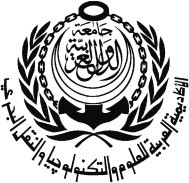 جامعة
الدول العربية
الأكاديمية العربية للعلوم والتكنولوجيا والنقل البحري